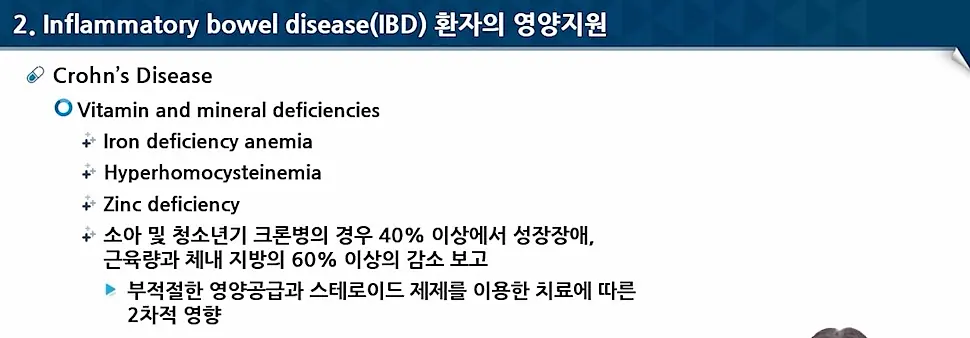 2. Inflammatory bowel disease(IBD) 환자의 영양지원
Crohn's Disease
Vitamin and mineral deficiencies
Iron deficiency anemia
Hyperhomocysteinemia
Zinc deficiency
소아 및 청소년기 크론병의 경우 40% 이상에서 성장장애,
근육량과 체내 지방의 60% 이상의 감소 보고
부적절한 영양공급과 스테로이드 제제를 이용한 치료에 따른
2차적 영향